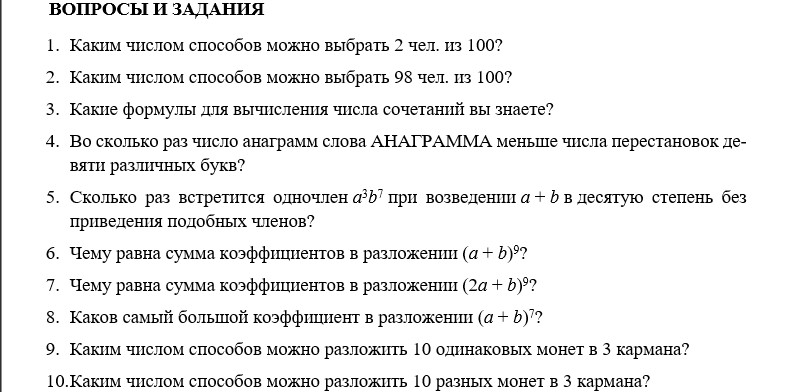 ВОПРОСЫ И ЗАДАНИЯ
1. Каким числом способов можно выбрать 2 чел. из 100?
2. Каким числом способов можно выбрать 98 чел. из 100?
3. Какие формулы для вычисления числа сочетаний вы знаете?
4. Во сколько раз число анаграмм слова АНАГРАММА меньше числа перестановок де-
вяти различных букв?
5. Сколько раз встретится одночлен a³b⁷ при возведении a + b в десятую степень без
приведения подобных членов?
6. Чему равна сумма коэффициентов в разложении (a + b)⁹?
7. Чему равна сумма коэффициентов в разложении (2a + b)⁹?
8. Каков самый большой коэффициент в разложении (a + b)⁷?
9. Каким числом способов можно разложить 10 одинаковых монет в 3 кармана?
10.Каким числом способов можно разложить 10 разных монет в 3 кармана?